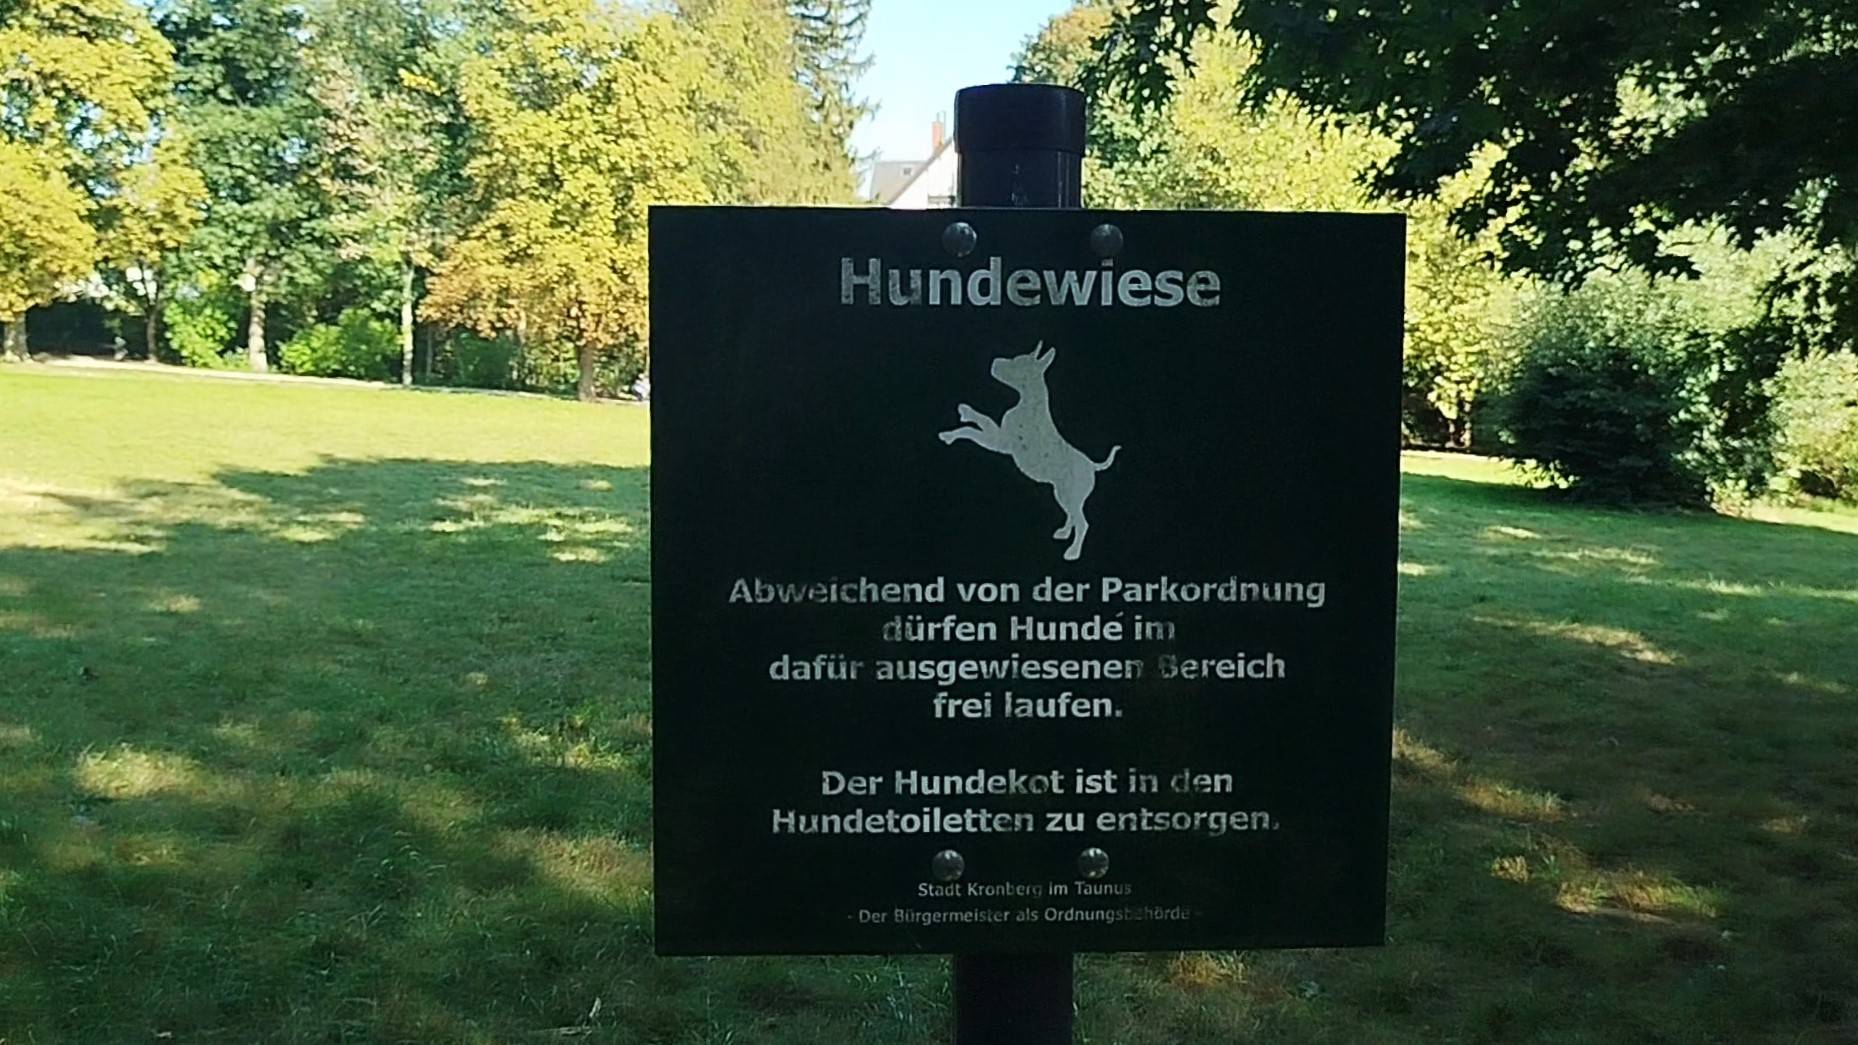 Hundewiese
Abweichend von der Parkordnung
dürfen Hunde im
dafür ausgewiesenen Bereich
frei laufen.
Der Hundekot ist in den
Hundetoiletten zu entsorgen.
Stadt Kronberg im Taunus
- Der Bürgermeister als Ordnungsbehörde -